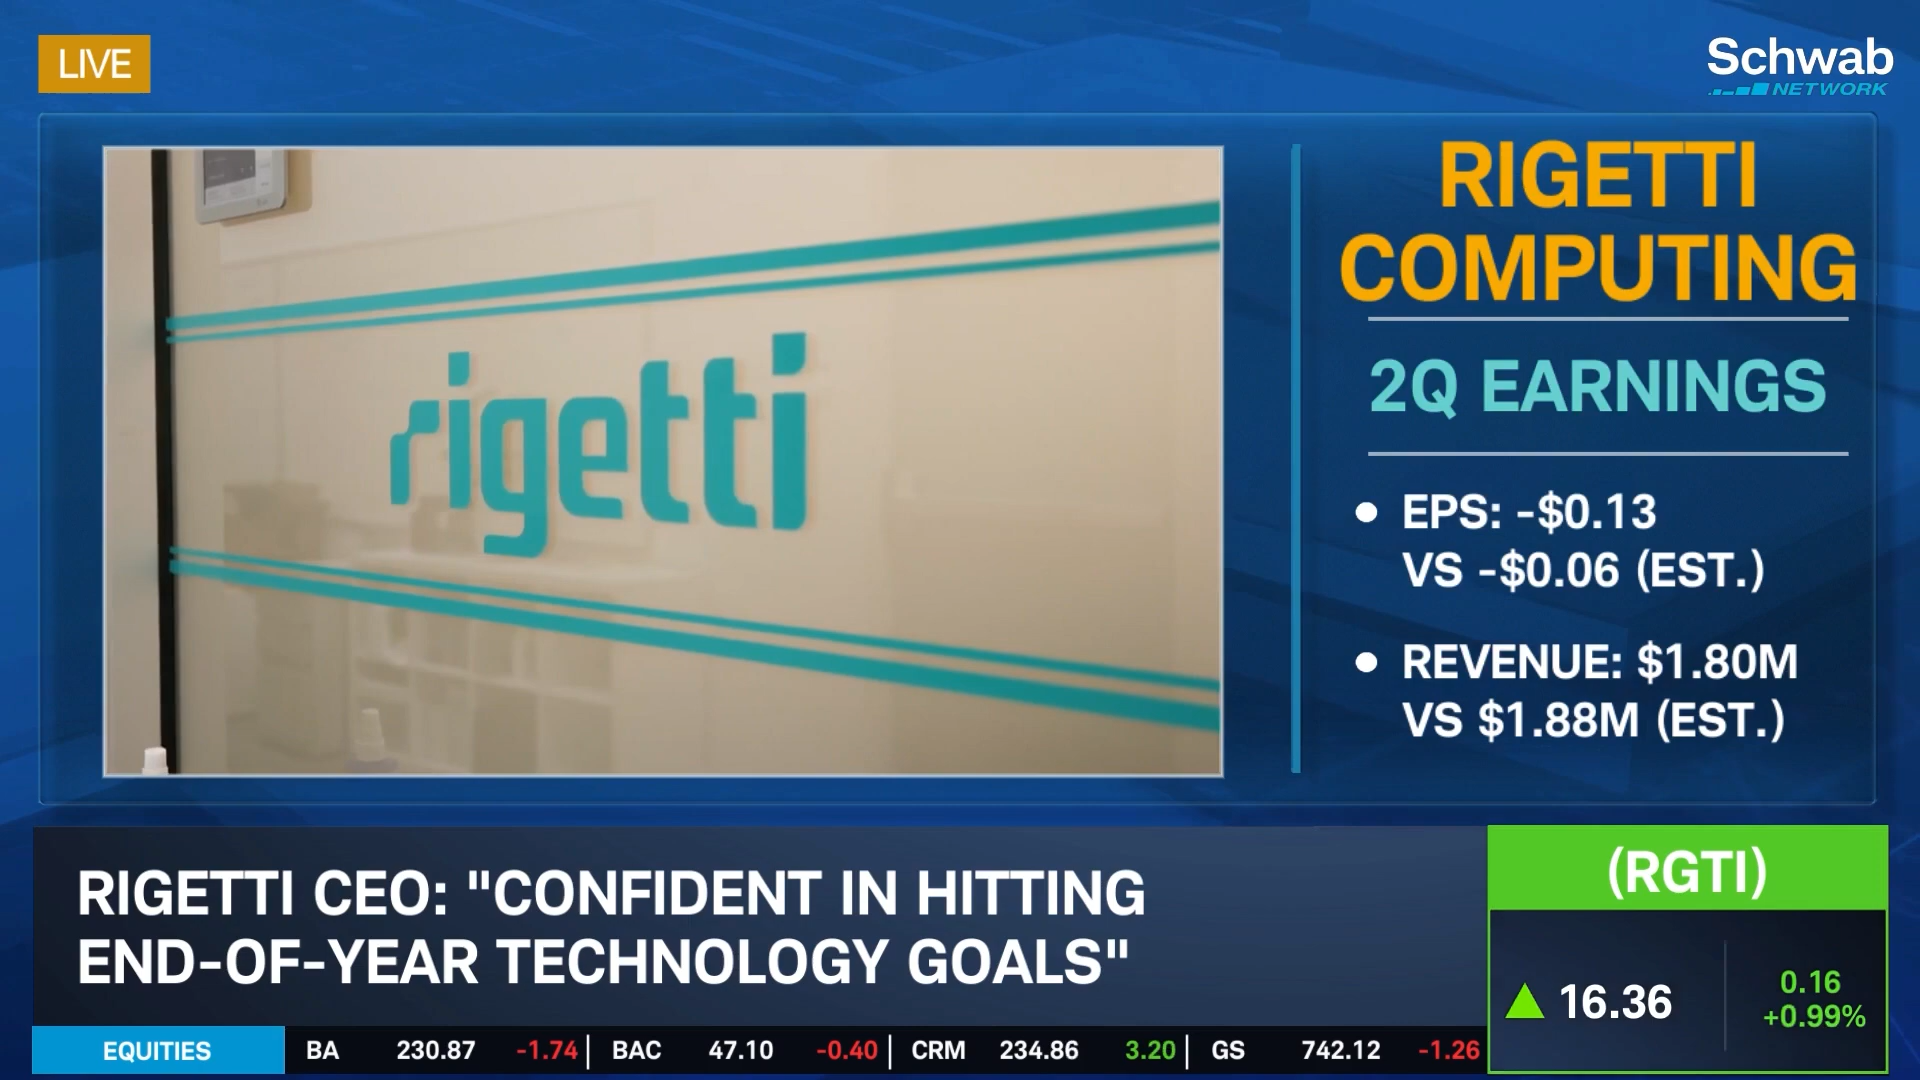 LIVE
Schwab
NETWORK
rigetti
RIGETTI
COMPUTING
2Q EARNINGS
EPS: -$0.13
VS -$0.06 (EST.)
REVENUE: $1.80M
VS $1.88M (EST.)
RIGETTI CEO: "CONFIDENT IN HITTING
END-OF-YEAR TECHNOLOGY GOALS"
(RGTI)
16.36
0.16
+0.99%
EQUITIES BA 230.87 -1.74 BAC 47.10 -0.40 CRM 234.86 3.20 GS 742.12 -1.26